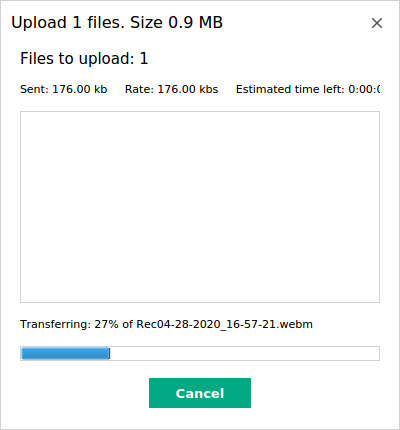 Upload 1 files. Size 0.9 MB
Files to upload: 1
Sent: 176.00 kb Rate: 176.00 kbs Estimated time left: 0:00:0
Transferring: 27% of Rec04-28-2020_16-57-21.webm
Cancel